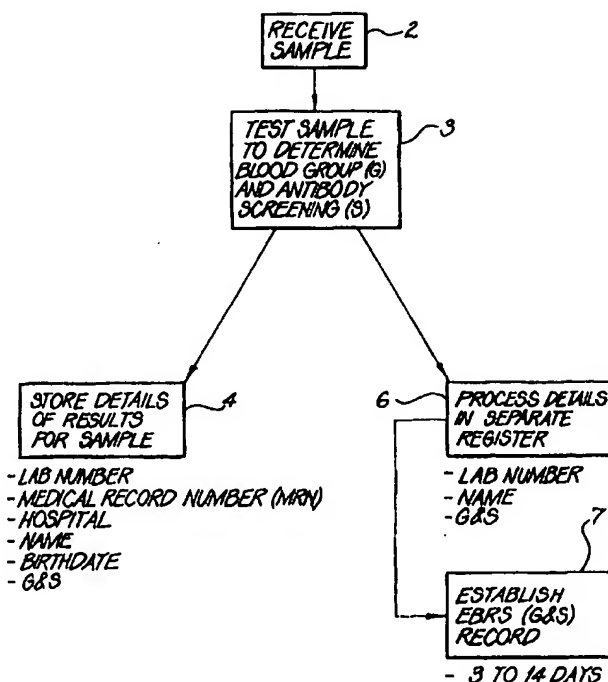 RECEIVE
SAMPLE
2
TEST SAMPLE
TO DETERMINE
BLOOD GROUP (G)
AND ANTIBODY
SCREENING (S)
3
STORE DETAILS
OF RESULTS
FOR SAMPLE
4
- LAB NUMBER
- MEDICAL RECORD NUMBER (MRN)
- HOSPITAL
- NAME
- BIRTHDATE
- G&S
6
PROCESS DETAILS
IN SEPARATE
REGISTER
- LAB NUMBER
- NAME
- G&S
7
ESTABLISH
EBRS (G&S)
RECORD
- 3 TO 14 DAYS